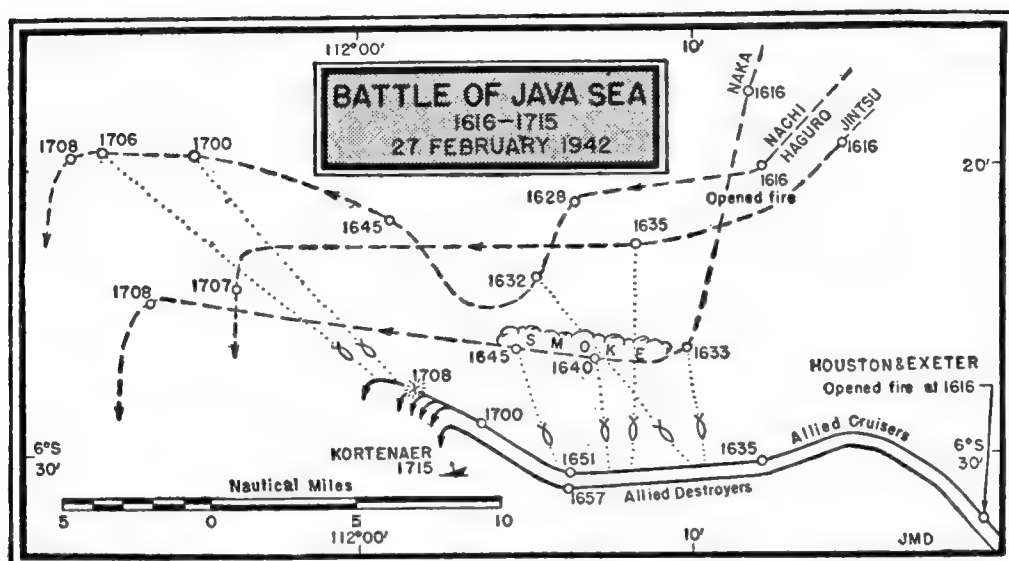 112°00'
10'
BATTLE OF JAVA SEA
1616-1715
27 FEBRUARY 1942
NAKA
1616
NACHI
HAGURO
JINTSU
1616
1616
Opened fire
20'
1708
1706
1700
1645
1628
1635
1632
1707
1708
SMOKE
1645
1640
1633
HOUSTON & EXETER
Opened fire at 1616
1708
1700
Allied Cruisers
6°S
30'
KORTENAER
1715
1651
1635
6°S
30'
1657
Allied Destroyers
Nautical Miles
5 0 5 10
112°00'
10'
JMD